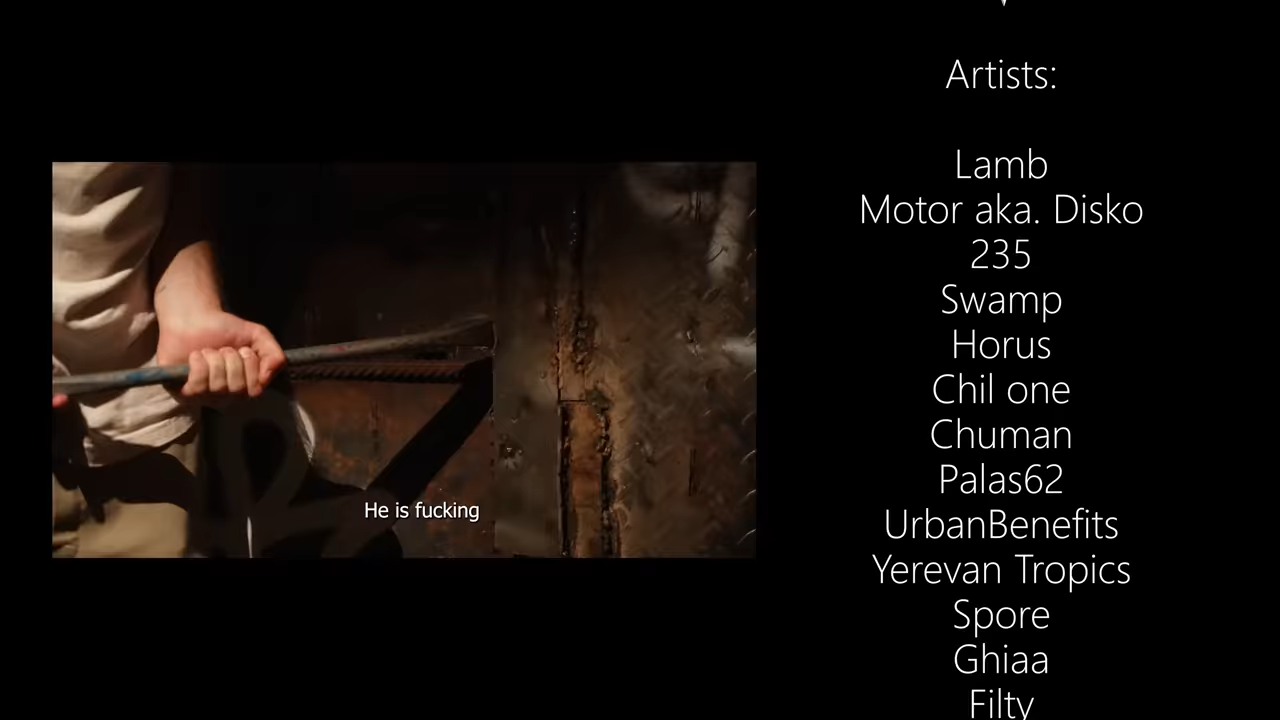 Artists:
Lamb
Motor aka. Disko
235
Swamp
Horus
Chil one
Chuman
Palas62
UrbanBenefits
Yerevan Tropics
Spore
Ghiaa
Filty
He is fucking